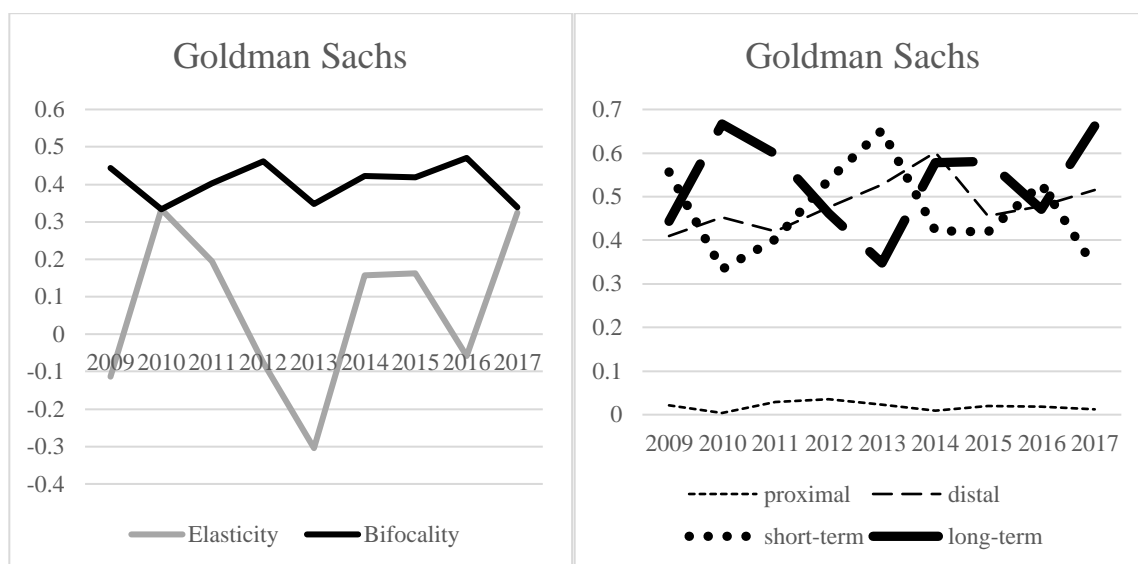 Goldman Sachs
0.6
0.5
0.4
0.3
0.2
0.1
0
2009 2010 2011 2012 2013 2014 2015 2016 2017
-0.1
-0.2
-0.3
-0.4
Elasticity Bifocality
Goldman Sachs
0.7
0.6
0.5
0.4
0.3
0.2
0.1
0
2009 2010 2011 2012 2013 2014 2015 2016 2017
proximal distal
short-term long-term